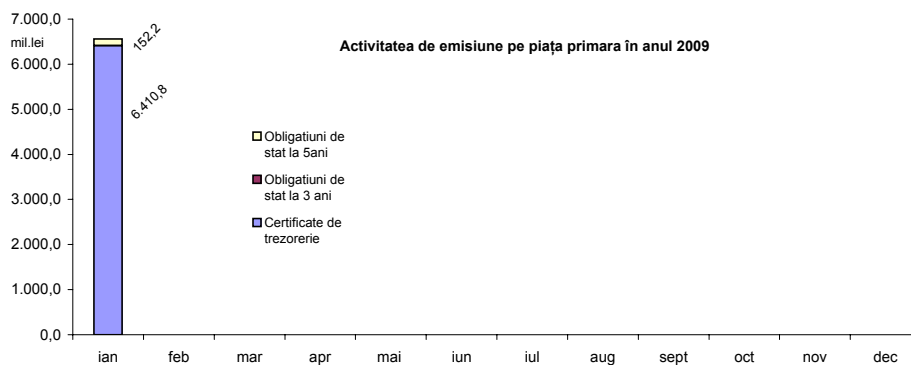 7.000,0
mil.lei
6.000,0
5.000,0
4.000,0
3.000,0
2.000,0
1.000,0
0,0
152,2
6.410,8
Activitatea de emisiune pe piața primara în anul 2009
Obligatiuni de
stat la 5ani
Obligatiuni de
stat la 3 ani
Certificate de
trezorerie
ian feb mar apr mai iun iul aug sept oct nov dec